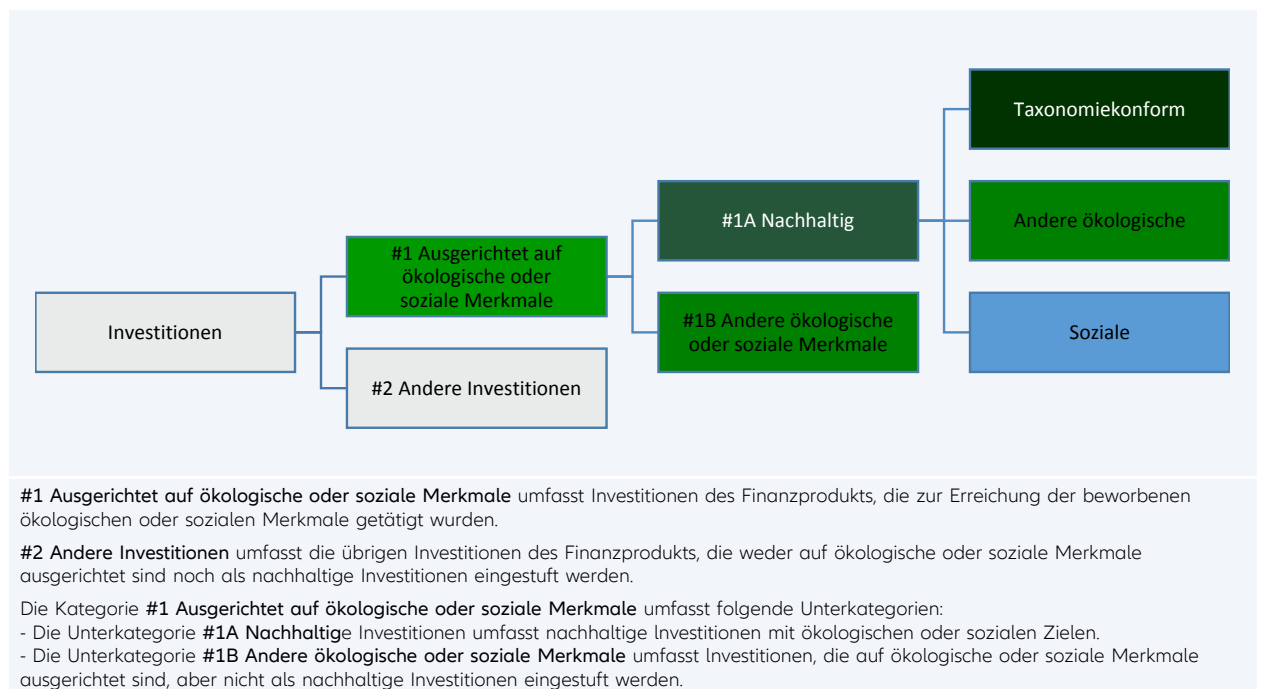 Taxonomiekonform
#1A Nachhaltig
Andere ökologische
#1 Ausgerichtet auf
ökologische oder
soziale Merkmale
Investitionen
#1B Andere ökologische
oder soziale Merkmale
Soziale
#2 Andere Investitionen
#1 Ausgerichtet auf ökologische oder soziale Merkmale umfasst Investitionen des Finanzprodukts, die zur Erreichung der beworbenen
ökologischen oder sozialen Merkmale getätigt wurden.
#2 Andere Investitionen umfasst die übrigen Investitionen des Finanzprodukts, die weder auf ökologische oder soziale Merkmale
ausgerichtet sind noch als nachhaltige Investitionen eingestuft werden.
Die Kategorie #1 Ausgerichtet auf ökologische oder soziale Merkmale umfasst folgende Unterkategorien:
- Die Unterkategorie #1A Nachhaltige Investitionen umfasst nachhaltige Investitionen mit ökologischen oder sozialen Zielen.
- Die Unterkategorie #1B Andere ökologische oder soziale Merkmale umfasst Investitionen, die auf ökologische oder soziale Merkmale
ausgerichtet sind, aber nicht als nachhaltige Investitionen eingestuft werden.